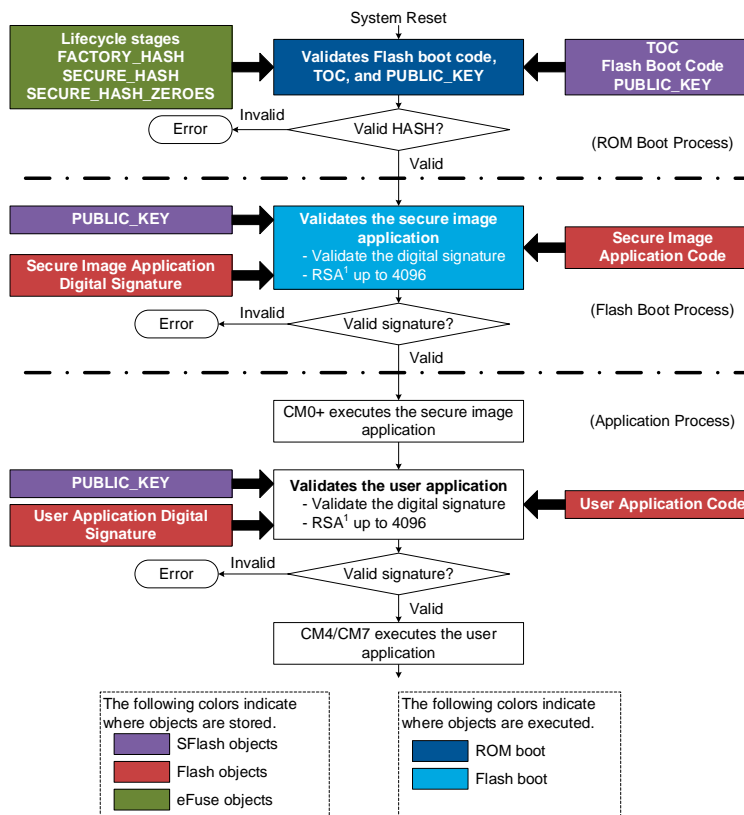 System Reset
Lifecycle stages
FACTORY_HASH
SECURE_HASH
SECURE_HASH_ZEROES
Validates Flash boot code,
TOC, and PUBLIC_KEY
TOC
Flash Boot Code
PUBLIC_KEY
Error
Invalid
Valid HASH?
(ROM Boot Process)
Valid
PUBLIC_KEY
Secure Image Application
Digital Signature
Validates the secure image
application
- Validate the digital signature
- RSA¹ up to 4096
Secure Image
Application Code
Error
Invalid
Valid signature?
(Flash Boot Process)
Valid
CM0+ executes the secure image
application
(Application Process)
PUBLIC_KEY
User Application Digital
Signature
Validates the user application
- Validate the digital signature
- RSA¹ up to 4096
User Application Code
Error
Invalid
Valid signature?
Valid
CM4/CM7 executes the user
application
The following colors indicate
where objects are stored.
SFlash objects
Flash objects
eFuse objects
The following colors indicate
where objects are executed.
ROM boot
Flash boot